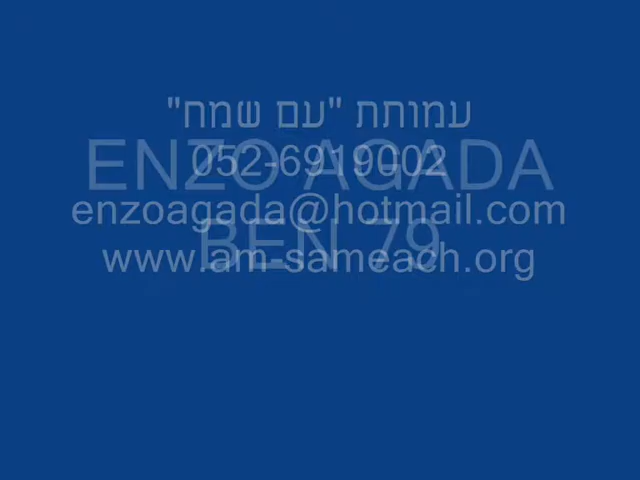 עמותת "עם שמח"
052-6919002
enzoagada@hotmail.com
www.am-sameach.org
ENZO AGADA
BEN 79